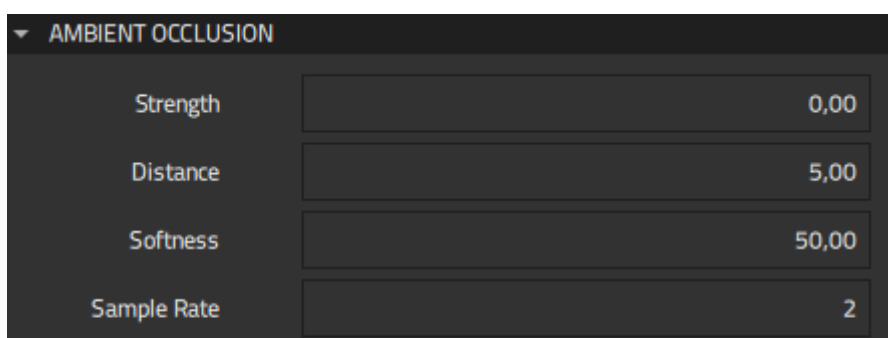 AMBIENT OCCLUSION
Strength 0,00
Distance 5,00
Softness 50,00
Sample Rate 2